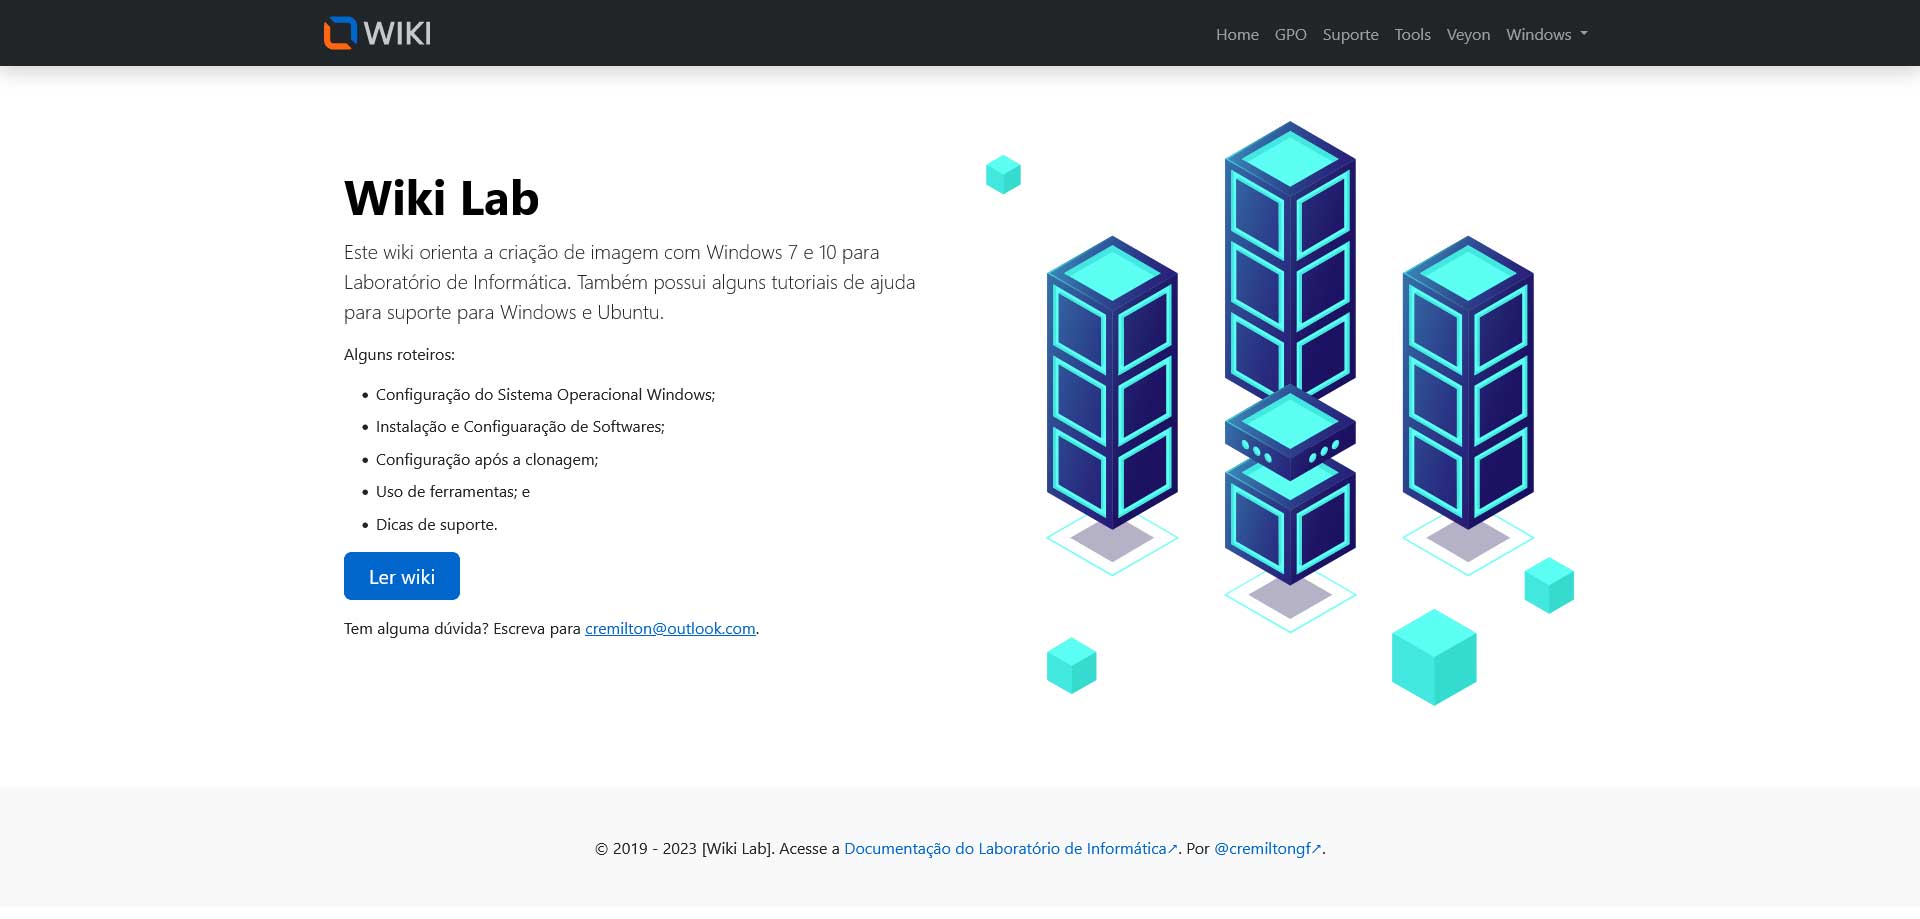 WIKI
Home GPO Suporte Tools Veyon Windows
Wiki Lab
Este wiki orienta a criação de imagem com Windows 7 e 10 para
Laboratório de Informática. Também possui alguns tutoriais de ajuda
para suporte para Windows e Ubuntu.
Alguns roteiros:
• Configuração do Sistema Operacional Windows;
• Instalação e Configuaração de Softwares;
• Configuração após a clonagem;
• Uso de ferramentas; e
• Dicas de suporte.
Ler wiki
Tem alguma dúvida? Escreva para cremilton@outlook.com.
© 2019 - 2023 [Wiki Lab]. Acesse a Documentação do Laboratório de Informática↗. Por @cremiltongf↗.